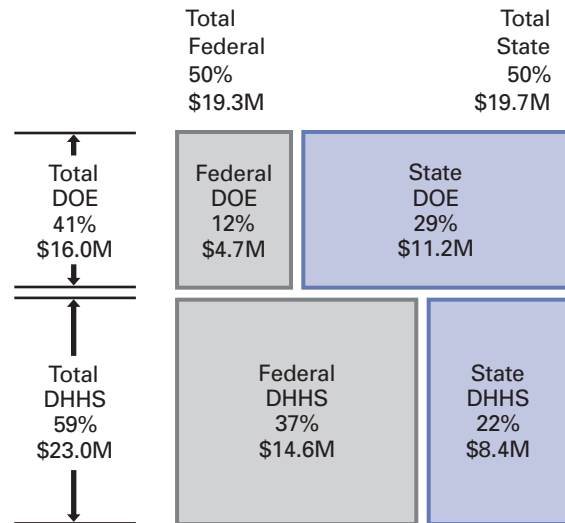 Total
Federal
50%
$19.3M
Total
State
50%
$19.7M
Total
DOE
41%
$16.0M
Federal
DOE
12%
$4.7M
State
DOE
29%
$11.2M
Total
DHHS
59%
$23.0M
Federal
DHHS
37%
$14.6M
State
DHHS
22%
$8.4M